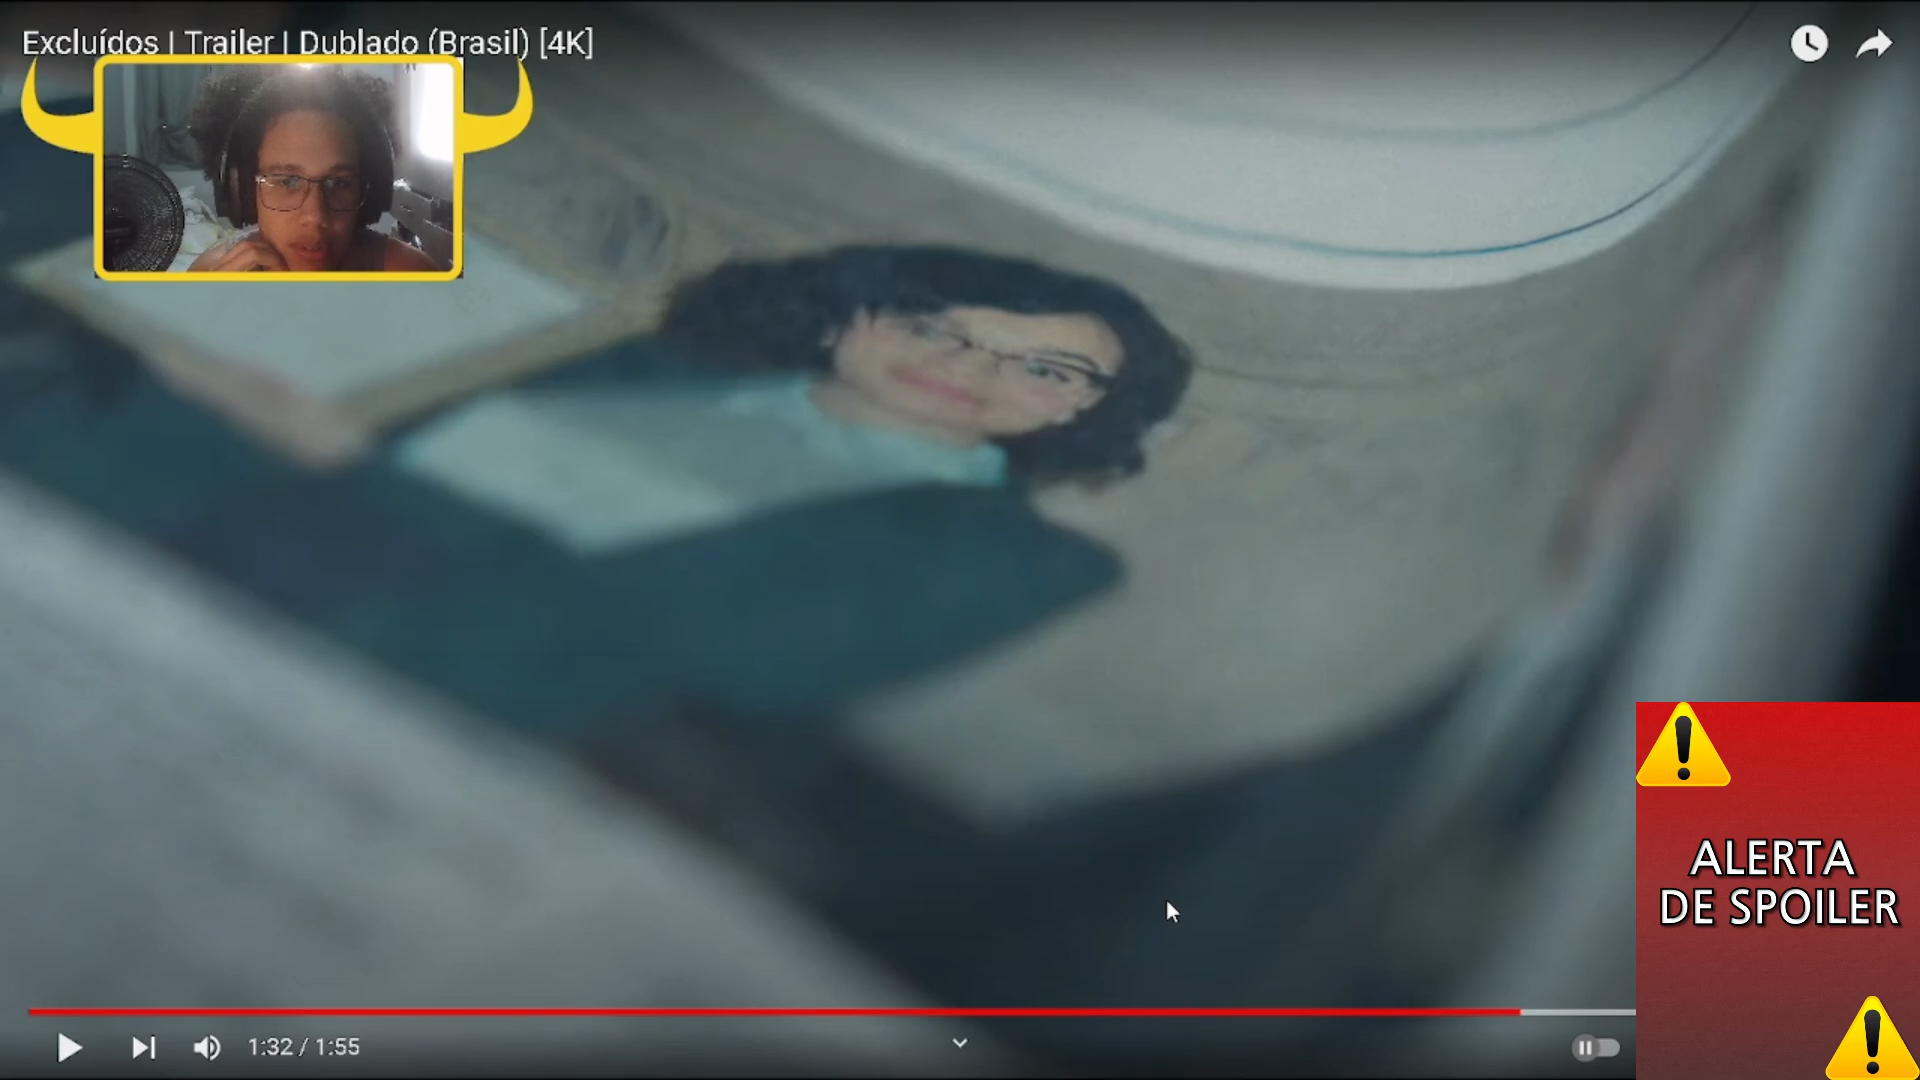 Excluídos | Trailer | Dublado (Brasil) [4K]
ALERTA
DE SPOILER
1:32 / 1:55